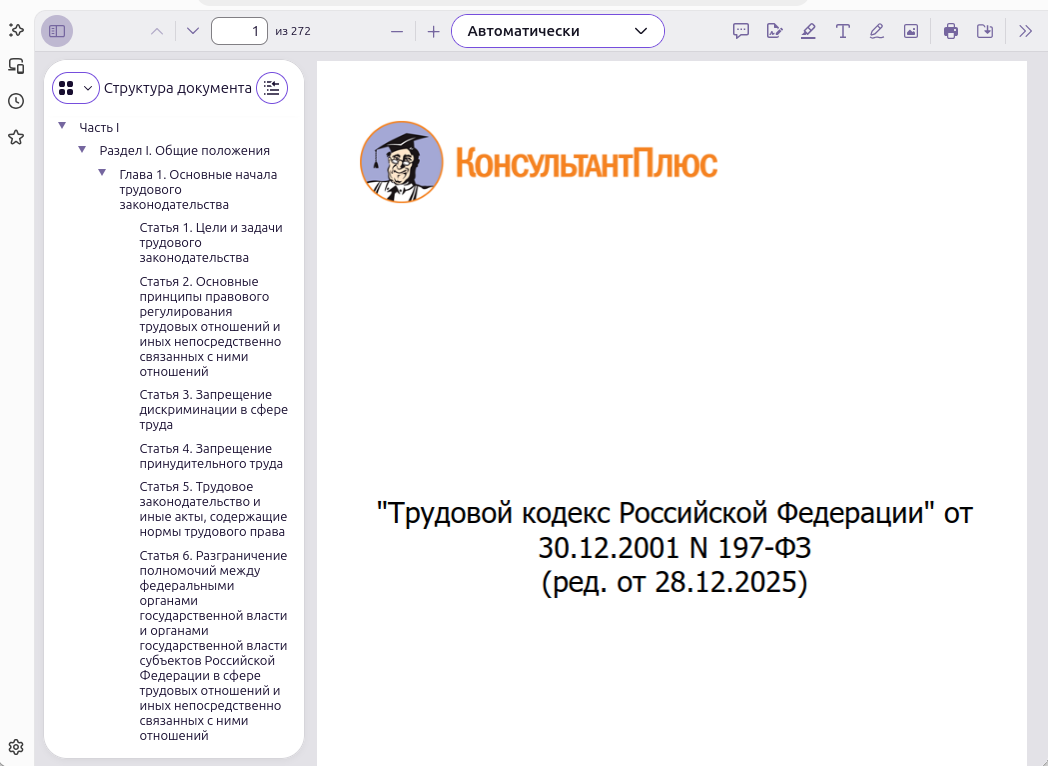 1 из 272 Автоматически
Структура документа
Часть I
Раздел I. Общие положения
Глава 1. Основные начала
трудового
законодательства
Статья 1. Цели и задачи
трудового
законодательства
Статья 2. Основные
принципы правового
регулирования
трудовых отношений и
иных непосредственно
связанных с ними
отношений
Статья 3. Запрещение
дискриминации в сфере
труда
Статья 4. Запрещение
принудительного труда
Статья 5. Трудовое
законодательство и
иные акты, содержащие
нормы трудового права
Статья 6. Разграничение
полномочий между
федеральными
органами
государственной власти
и органами
государственной власти
субъектов Российской
Федерации в сфере
трудовых отношений и
иных непосредственно
связанных с ними
отношений
КонсультантПлюс
"Трудовой кодекс Российской Федерации" от
30.12.2001 N 197-ФЗ
(ред. от 28.12.2025)